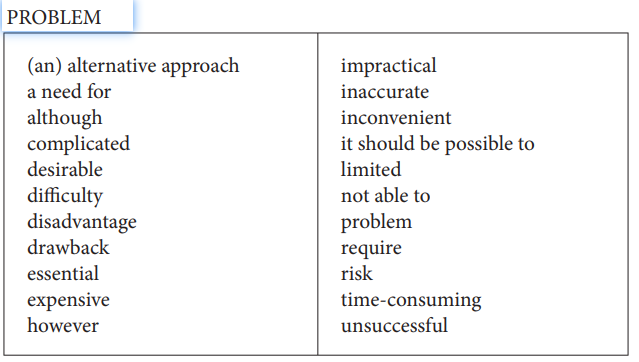 PROBLEM
(an) alternative approach
a need for
although
complicated
desirable
difficulty
disadvantage
drawback
essential
expensive
however
impractical
inaccurate
inconvenient
it should be possible to
limited
not able to
problem
require
risk
time-consuming
unsuccessful